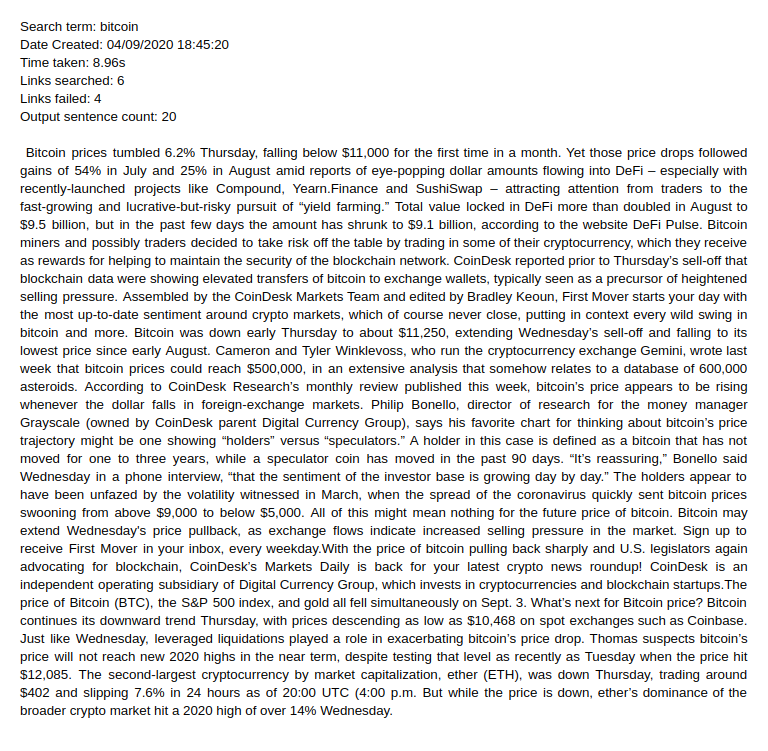 Search term: bitcoin
Date Created: 04/09/2020 18:45:20
Time taken: 8.96s
Links searched: 6
Links failed: 4
Output sentence count: 20
Bitcoin prices tumbled 6.2% Thursday, falling below $11,000 for the first time in a month. Yet those price drops followed
gains of 54% in July and 25% in August amid reports of eye-popping dollar amounts flowing into DeFi – especially with
recently-launched projects like Compound, Yearn.Finance and SushiSwap – attracting attention from traders to the
fast-growing and lucrative-but-risky pursuit of “yield farming.” Total value locked in DeFi more than doubled in August to
$9.5 billion, but in the past few days the amount has shrunk to $9.1 billion, according to the website DeFi Pulse. Bitcoin
miners and possibly traders decided to take risk off the table by trading in some of their cryptocurrency, which they receive
as rewards for helping to maintain the security of the blockchain network. CoinDesk reported prior to Thursday’s sell-off that
blockchain data were showing elevated transfers of bitcoin to exchange wallets, typically seen as a precursor of heightened
selling pressure. Assembled by the CoinDesk Markets Team and edited by Bradley Keoun, First Mover starts your day with
the most up-to-date sentiment around crypto markets, which of course never close, putting in context every wild swing in
bitcoin and more. Bitcoin was down early Thursday to about $11,250, extending Wednesday’s sell-off and falling to its
lowest price since early August. Cameron and Tyler Winklevoss, who run the cryptocurrency exchange Gemini, wrote last
week that bitcoin prices could reach $500,000, in an extensive analysis that somehow relates to a database of 600,000
asteroids. According to CoinDesk Research’s monthly review published this week, bitcoin’s price appears to be rising
whenever the dollar falls in foreign-exchange markets. Philip Bonello, director of research for the money manager
Grayscale (owned by CoinDesk parent Digital Currency Group), says his favorite chart for thinking about bitcoin’s price
trajectory might be one showing “holders” versus “speculators.” A holder in this case is defined as a bitcoin that has not
moved for one to three years, while a speculator coin has moved in the past 90 days. “It’s reassuring,” Bonello said
Wednesday in a phone interview, “that the sentiment of the investor base is growing day by day.” The holders appear to
have been unfazed by the volatility witnessed in March, when the spread of the coronavirus quickly sent bitcoin prices
swooning from above $9,000 to below $5,000. All of this might mean nothing for the future price of bitcoin. Bitcoin may
extend Wednesday's price pullback, as exchange flows indicate increased selling pressure in the market. Sign up to
receive First Mover in your inbox, every weekday.With the price of bitcoin pulling back sharply and U.S. legislators again
advocating for blockchain, CoinDesk’s Markets Daily is back for your latest crypto news roundup! CoinDesk is an
independent operating subsidiary of Digital Currency Group, which invests in cryptocurrencies and blockchain startups.The
price of Bitcoin (BTC), the S&P 500 index, and gold all fell simultaneously on Sept. 3. What’s next for Bitcoin price? Bitcoin
continues its downward trend Thursday, with prices descending as low as $10,468 on spot exchanges such as Coinbase.
Just like Wednesday, leveraged liquidations played a role in exacerbating bitcoin’s price drop. Thomas suspects bitcoin’s
price will not reach new 2020 highs in the near term, despite testing that level as recently as Tuesday when the price hit
$12,085. The second-largest cryptocurrency by market capitalization, ether (ETH), was down Thursday, trading around
$402 and slipping 7.6% in 24 hours as of 20:00 UTC (4:00 p.m. But while the price is down, ether’s dominance of the
broader crypto market hit a 2020 high of over 14% Wednesday.